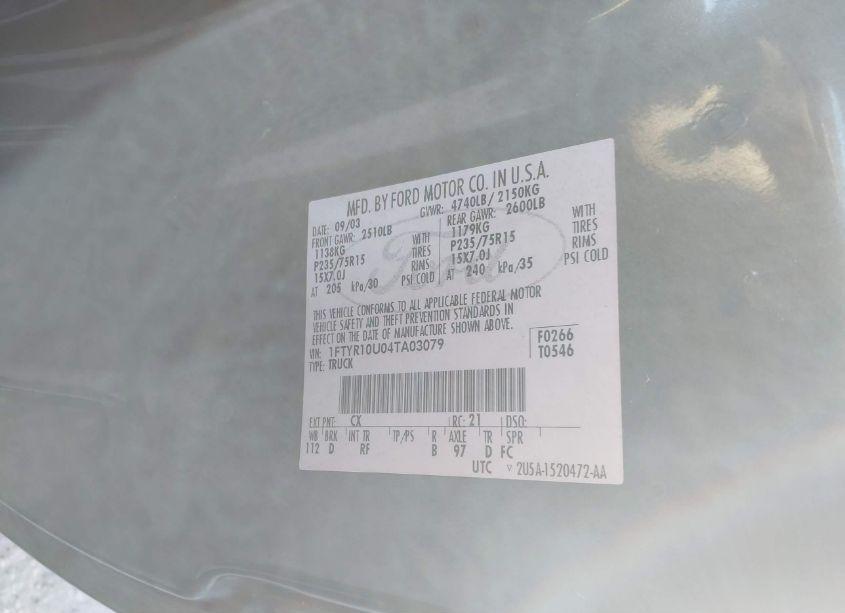 MFD. BY FORD MOTOR CO. IN U.S.A.
DATE: 09/03 GVWR: 4740LB/ 2150KG
FRONT GAWR: 2510LB REAR GAWR: 2600LB
1138KG WITH 1179KG WITH
P235/75R15 TIRES P235/75R15 TIRES
15X7.0J RIMS 15X7.0J RIMS
AT 205 kPa/30 PSI COLD AT 240 kPa/35 PSI COLD
Ford
THIS VEHICLE CONFORMS TO ALL APPLICABLE FEDERAL MOTOR
VEHICLE SAFETY AND THEFT PREVENTION STANDARDS IN
EFFECT ON THE DATE OF MANUFACTURE SHOWN ABOVE.
VIN: 1FTYR10U04TA03079 F0266
TYPE: TRUCK T0546
EXT PNT: CX RC: 21 DSO:
WB BRK INT TR TP/PS R AXLE TR SPR
112 D RF B 97 D FC
UTC ▽ 2U5A-1520472-AA